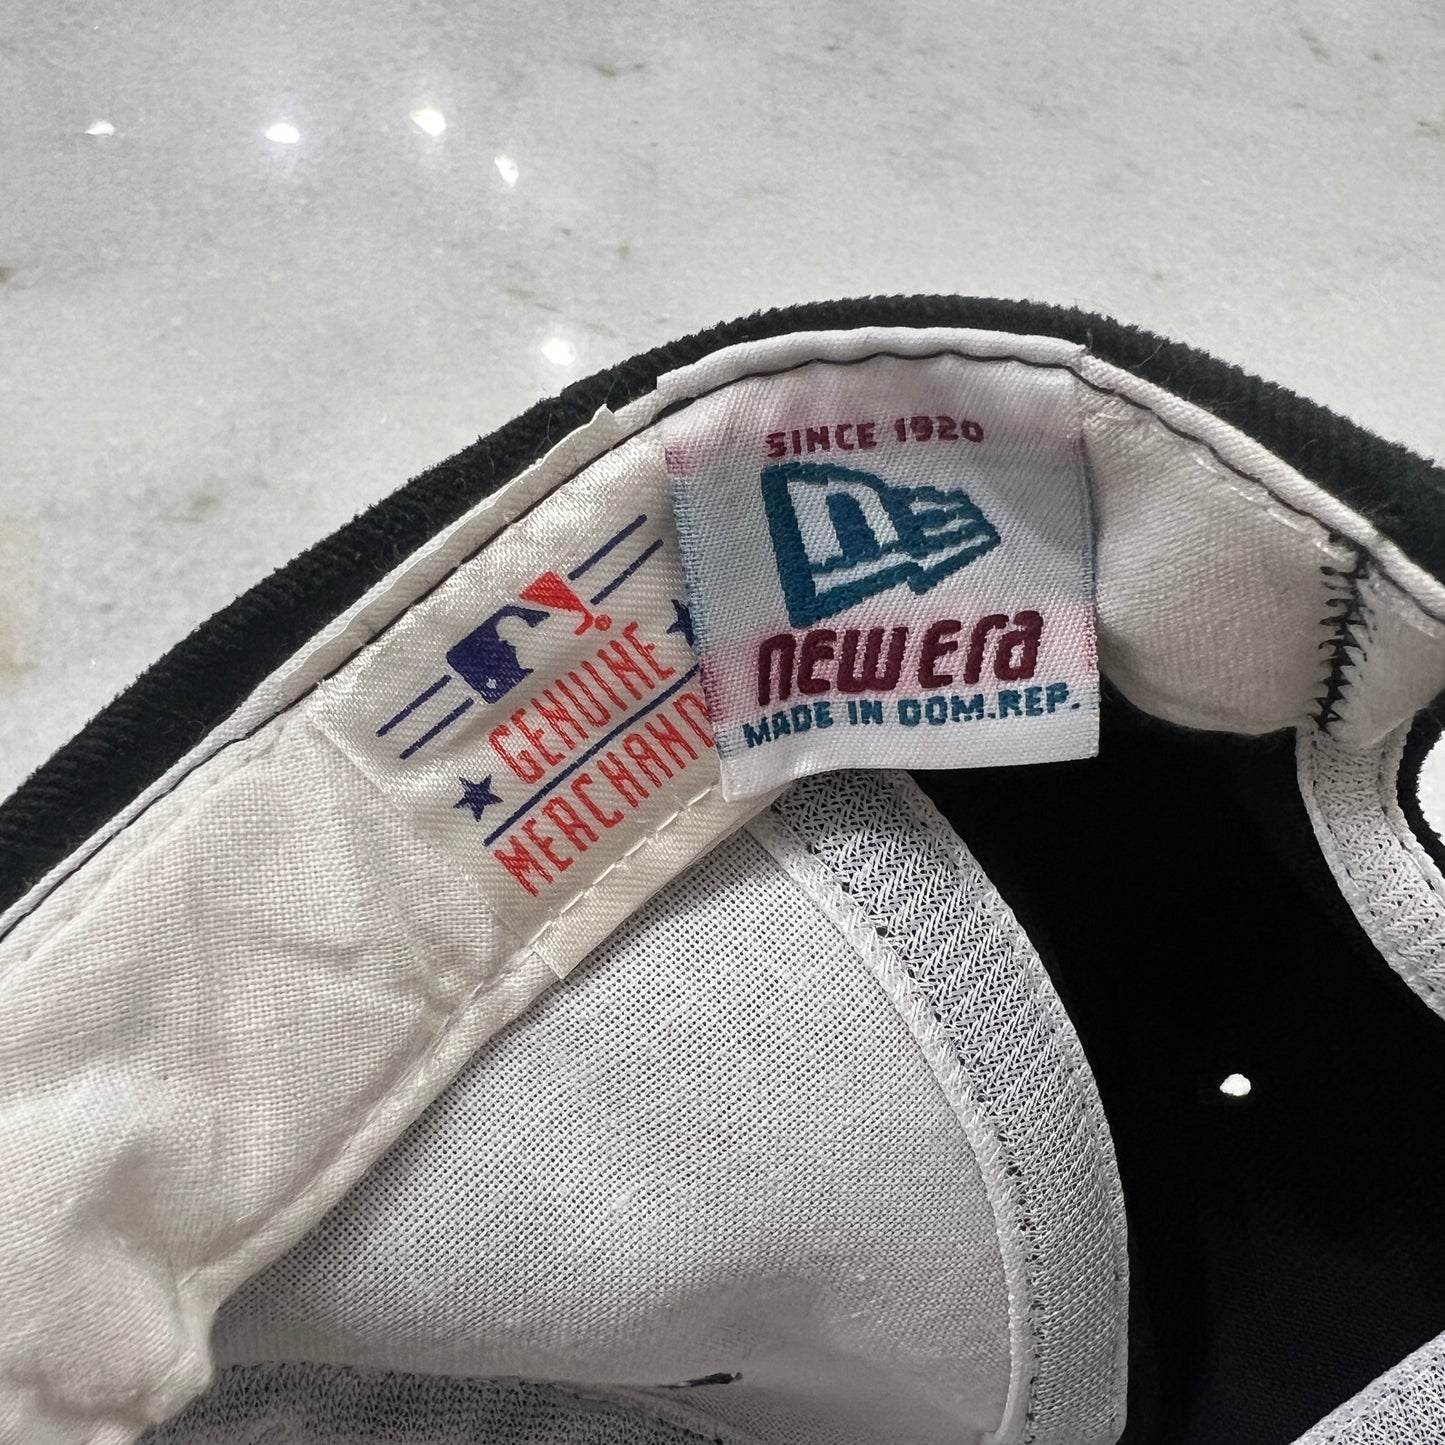 SINCE 1920
new era
MADE IN DOM.REP.
GENUINE
MERCHAND